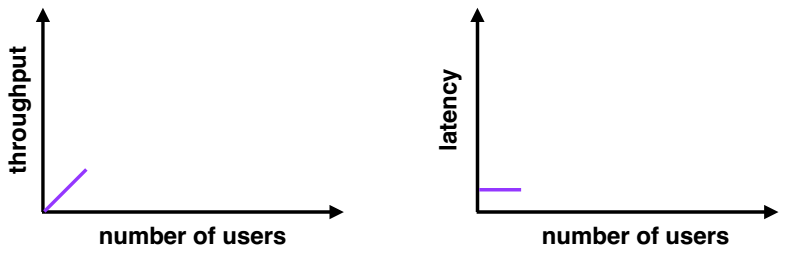 throughput
number of users
latency
number of users